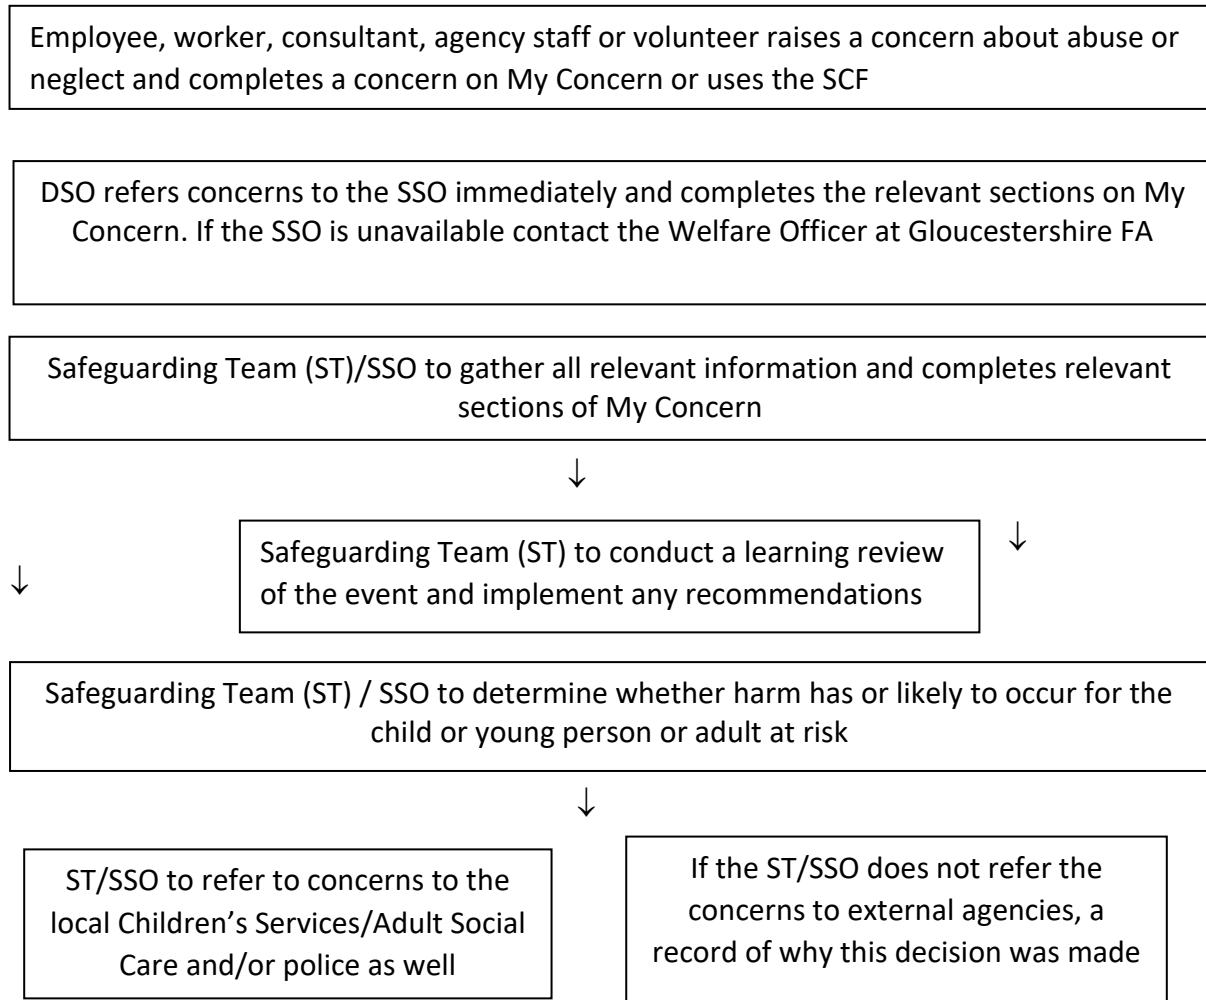 Employee, worker, consultant, agency staff or volunteer raises a concern about abuse or
neglect and completes a concern on My Concern or uses the SCF
DSO refers concerns to the SSO immediately and completes the relevant sections on My
Concern. If the SSO is unavailable contact the Welfare Officer at Gloucestershire FA
Safeguarding Team (ST)/SSO to gather all relevant information and completes relevant
sections of My Concern
↓
Safeguarding Team (ST) to conduct a learning review
of the event and implement any recommendations
↓
↓
Safeguarding Team (ST) / SSO to determine whether harm has or likely to occur for the
child or young person or adult at risk
↓
ST/SSO to refer to concerns to the
local Children’s Services/Adult Social
Care and/or police as well
If the ST/SSO does not refer the
concerns to external agencies, a
record of why this decision was made